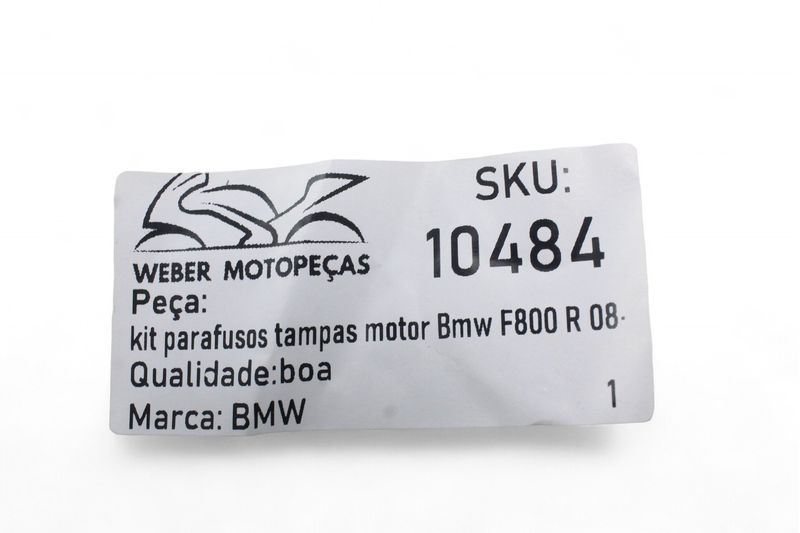 WEBER MOTOPEÇAS
SKU:
10484
Peça:
kit parafusos tampas motor Bmw F800 R 08-
Qualidade:boa
Marca: BMW
1